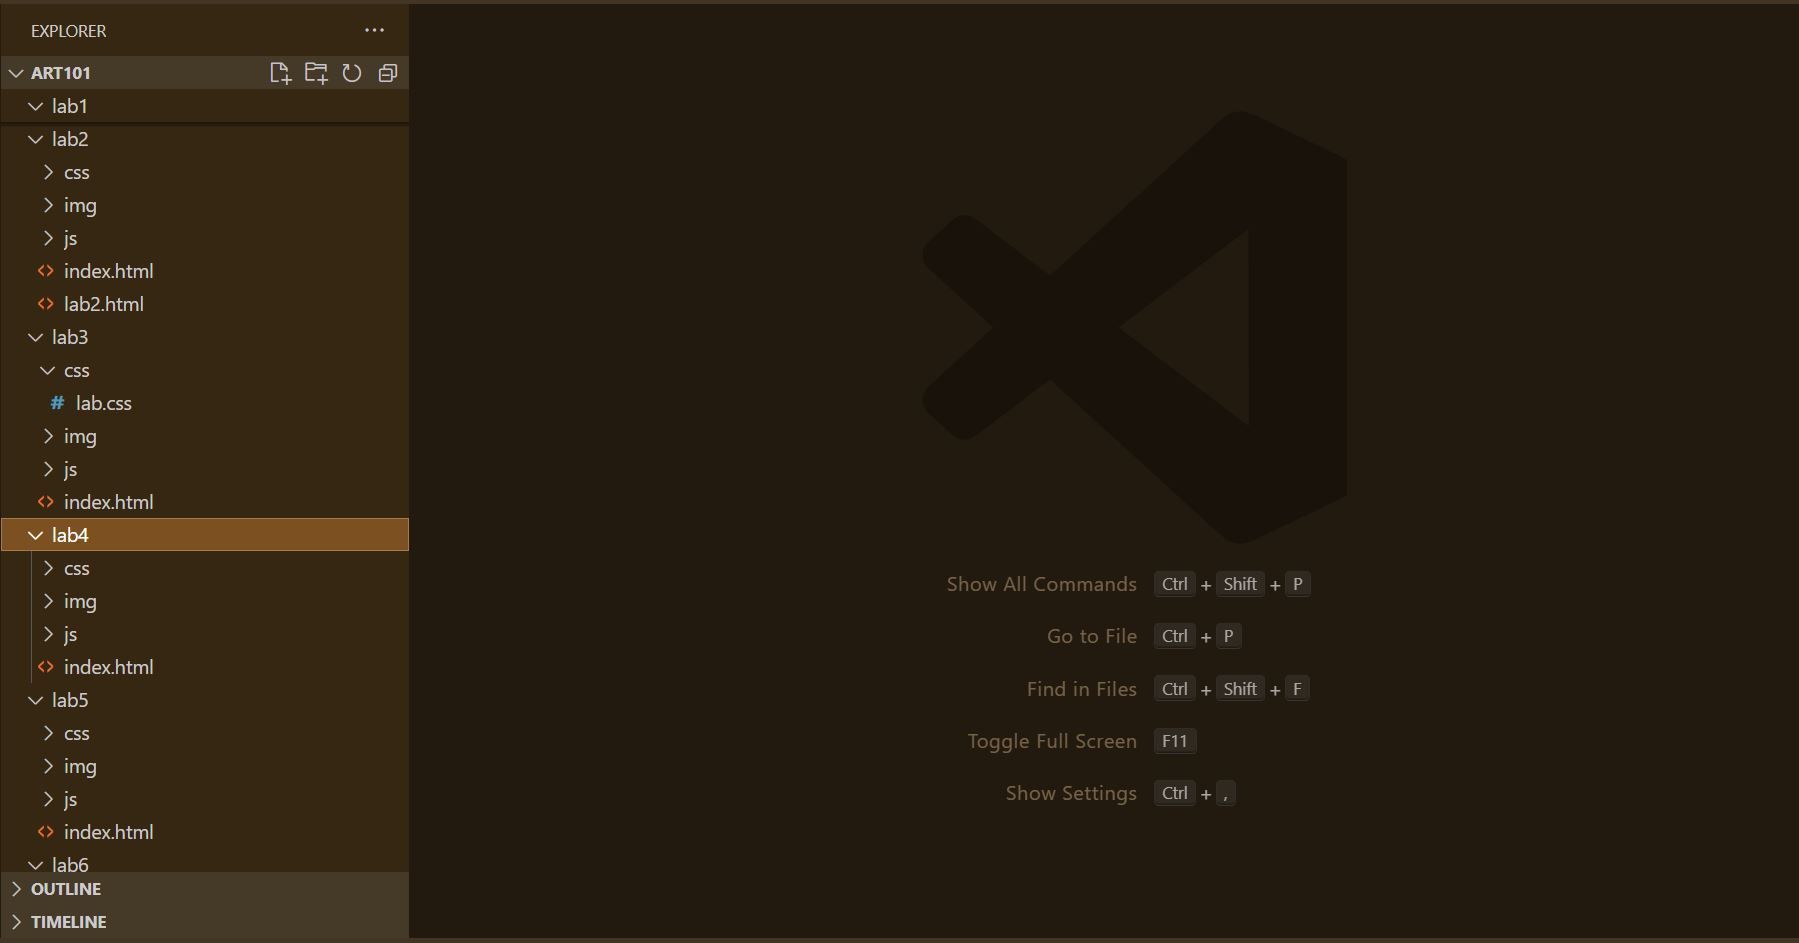 EXPLORER
ART101
lab1
lab2
css
img
js
index.html
lab2.html
lab3
css
lab.css
img
js
index.html
lab4
css
img
js
index.html
lab5
css
img
js
index.html
lab6
OUTLINE
TIMELINE
Show All Commands Ctrl + Shift + P
Go to File Ctrl + P
Find in Files Ctrl + Shift + F
Toggle Full Screen F11
Show Settings Ctrl + ,